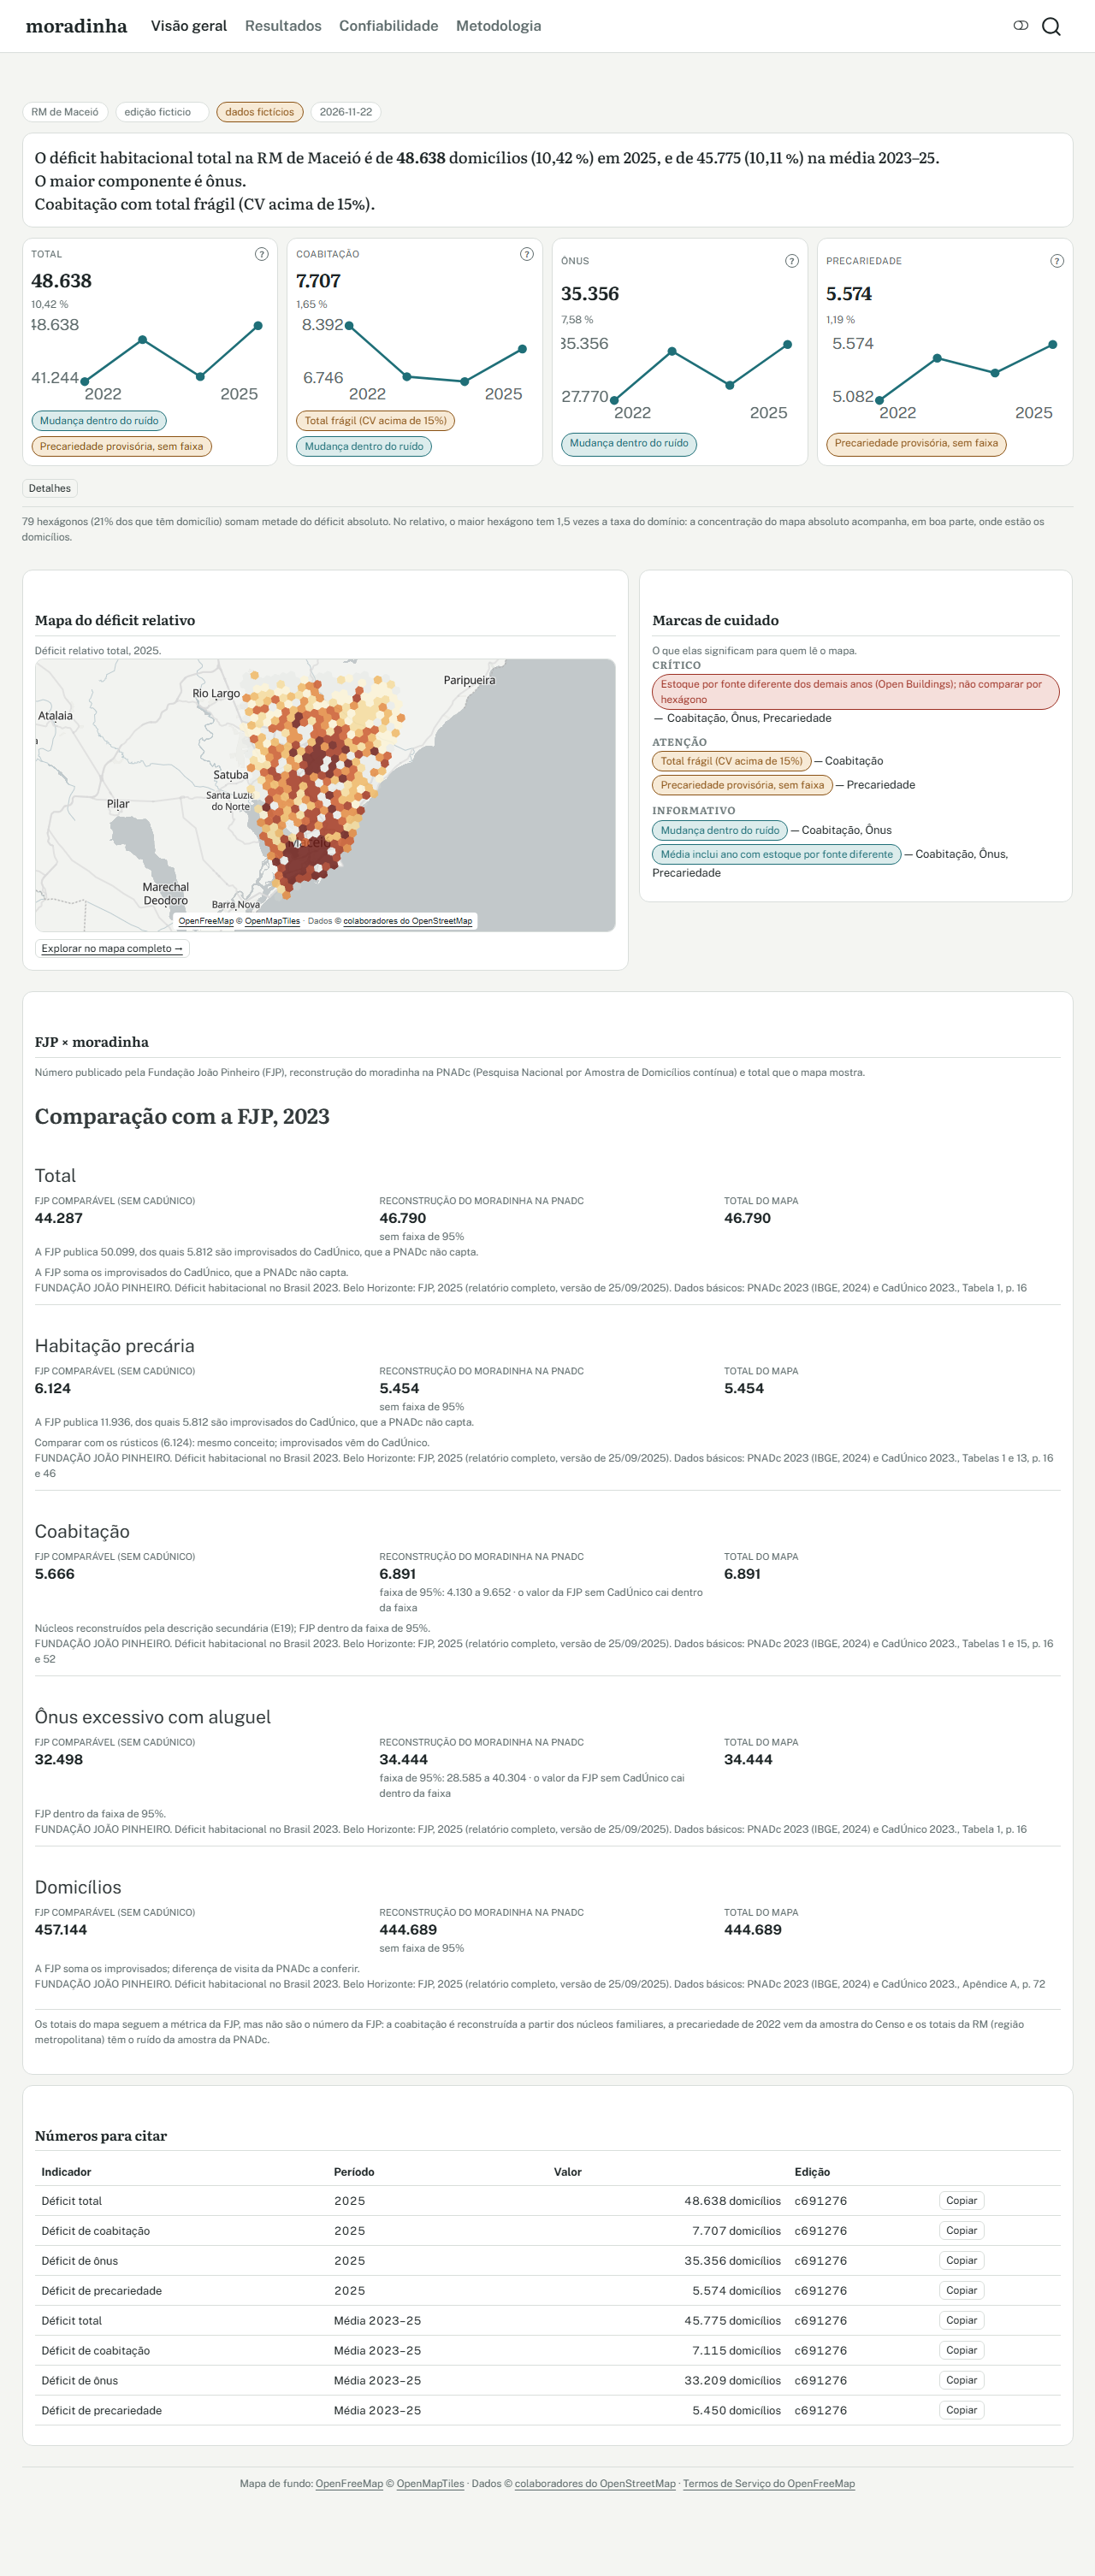 moradinha Visão geral Resultados Confiabilidade Metodologia
RM de Maceió edição ficticio dados fictícios 2026-11-22
O déficit habitacional total na RM de Maceió é de 48.638 domicílios (10,42 %) em 2025, e de 45.775 (10,11 %) na média 2023–25.
O maior componente é ônus.
Coabitação com total frágil (CV acima de 15%).
TOTAL ?
48.638
10,42 %
48.638
41.244
2022 2025
Mudança dentro do ruído
Precariedade provisória, sem faixa
COABITAÇÃO ?
7.707
1,65 %
8.392
6.746
2022 2025
Total frágil (CV acima de 15%)
Mudança dentro do ruído
ÔNUS ?
35.356
7,58 %
35.356
27.770
2022 2025
Mudança dentro do ruído
PRECARIEDADE ?
5.574
1,19 %
5.574
5.082
2022 2025
Precariedade provisória, sem faixa
Detalhes
79 hexágonos (21% dos que têm domicílio) somam metade do déficit absoluto. No relativo, o maior hexágono tem 1,5 vezes a taxa do domínio: a concentração do mapa absoluto acompanha, em boa parte, onde estão os
domicílios.
Mapa do déficit relativo
Déficit relativo total, 2025.
Paripueira
Rio Largo
Atalaia
Satuba
Santa Luzia
do Norte
Pilar
Maceió
Marechal
Deodoro
Barra Nova
OpenFreeMap © OpenMapTiles · Dados © colaboradores do OpenStreetMap
Explorar no mapa completo →
Marcas de cuidado
O que elas significam para quem lê o mapa.
CRÍTICO
Estoque por fonte diferente dos demais anos (Open Buildings); não comparar por
hexágono
— Coabitação, Ônus, Precariedade
ATENÇÃO
Total frágil (CV acima de 15%) — Coabitação
Precariedade provisória, sem faixa — Precariedade
INFORMATIVO
Mudança dentro do ruído — Coabitação, Ônus
Média inclui ano com estoque por fonte diferente — Coabitação, Ônus,
Precariedade
FJP × moradinha
Número publicado pela Fundação João Pinheiro (FJP), reconstrução do moradinha na PNADc (Pesquisa Nacional por Amostra de Domicílios contínua) e total que o mapa mostra.
Comparação com a FJP, 2023
Total
FJP COMPARÁVEL (SEM CADÚNICO) RECONSTRUÇÃO DO MORADINHA NA PNADC TOTAL DO MAPA
44.287 46.790 46.790
sem faixa de 95%
A FJP publica 50.099, dos quais 5.812 são improvisados do CadÚnico, que a PNADc não capta.
A FJP soma os improvisados do CadÚnico, que a PNADc não capta.
FUNDAÇÃO JOÃO PINHEIRO. Déficit habitacional no Brasil 2023. Belo Horizonte: FJP, 2025 (relatório completo, versão de 25/09/2025). Dados básicos: PNADc 2023 (IBGE, 2024) e CadÚnico 2023., Tabela 1, p. 16
Habitação precária
FJP COMPARÁVEL (SEM CADÚNICO) RECONSTRUÇÃO DO MORADINHA NA PNADC TOTAL DO MAPA
6.124 5.454 5.454
sem faixa de 95%
A FJP publica 11.936, dos quais 5.812 são improvisados do CadÚnico, que a PNADc não capta.
Comparar com os rústicos (6.124): mesmo conceito; improvisados vêm do CadÚnico.
FUNDAÇÃO JOÃO PINHEIRO. Déficit habitacional no Brasil 2023. Belo Horizonte: FJP, 2025 (relatório completo, versão de 25/09/2025). Dados básicos: PNADc 2023 (IBGE, 2024) e CadÚnico 2023., Tabelas 1 e 13, p. 16
e 46
Coabitação
FJP COMPARÁVEL (SEM CADÚNICO) RECONSTRUÇÃO DO MORADINHA NA PNADC TOTAL DO MAPA
5.666 6.891 6.891
faixa de 95%: 4.130 a 9.652 · o valor da FJP sem CadÚnico cai dentro
da faixa
Núcleos reconstruídos pela descrição secundária (E19); FJP dentro da faixa de 95%.
FUNDAÇÃO JOÃO PINHEIRO. Déficit habitacional no Brasil 2023. Belo Horizonte: FJP, 2025 (relatório completo, versão de 25/09/2025). Dados básicos: PNADc 2023 (IBGE, 2024) e CadÚnico 2023., Tabelas 1 e 15, p. 16
e 52
Ônus excessivo com aluguel
FJP COMPARÁVEL (SEM CADÚNICO) RECONSTRUÇÃO DO MORADINHA NA PNADC TOTAL DO MAPA
32.498 34.444 34.444
faixa de 95%: 28.585 a 40.304 · o valor da FJP sem CadÚnico cai
dentro da faixa
FJP dentro da faixa de 95%.
FUNDAÇÃO JOÃO PINHEIRO. Déficit habitacional no Brasil 2023. Belo Horizonte: FJP, 2025 (relatório completo, versão de 25/09/2025). Dados básicos: PNADc 2023 (IBGE, 2024) e CadÚnico 2023., Tabela 1, p. 16
Domicílios
FJP COMPARÁVEL (SEM CADÚNICO) RECONSTRUÇÃO DO MORADINHA NA PNADC TOTAL DO MAPA
457.144 444.689 444.689
sem faixa de 95%
A FJP soma os improvisados; diferença de visita da PNADc a conferir.
FUNDAÇÃO JOÃO PINHEIRO. Déficit habitacional no Brasil 2023. Belo Horizonte: FJP, 2025 (relatório completo, versão de 25/09/2025). Dados básicos: PNADc 2023 (IBGE, 2024) e CadÚnico 2023., Apêndice A, p. 72
Os totais do mapa seguem a métrica da FJP, mas não são o número da FJP: a coabitação é reconstruída a partir dos núcleos familiares, a precariedade de 2022 vem da amostra do Censo e os totais da RM (região
metropolitana) têm o ruído da amostra da PNADc.
Números para citar
Indicador Período Valor Edição
Déficit total 2025 48.638 domicílios c691276 Copiar
Déficit de coabitação 2025 7.707 domicílios c691276 Copiar
Déficit de ônus 2025 35.356 domicílios c691276 Copiar
Déficit de precariedade 2025 5.574 domicílios c691276 Copiar
Déficit total Média 2023–25 45.775 domicílios c691276 Copiar
Déficit de coabitação Média 2023–25 7.115 domicílios c691276 Copiar
Déficit de ônus Média 2023–25 33.209 domicílios c691276 Copiar
Déficit de precariedade Média 2023–25 5.450 domicílios c691276 Copiar
Mapa de fundo: OpenFreeMap © OpenMapTiles · Dados © colaboradores do OpenStreetMap · Termos de Serviço do OpenFreeMap